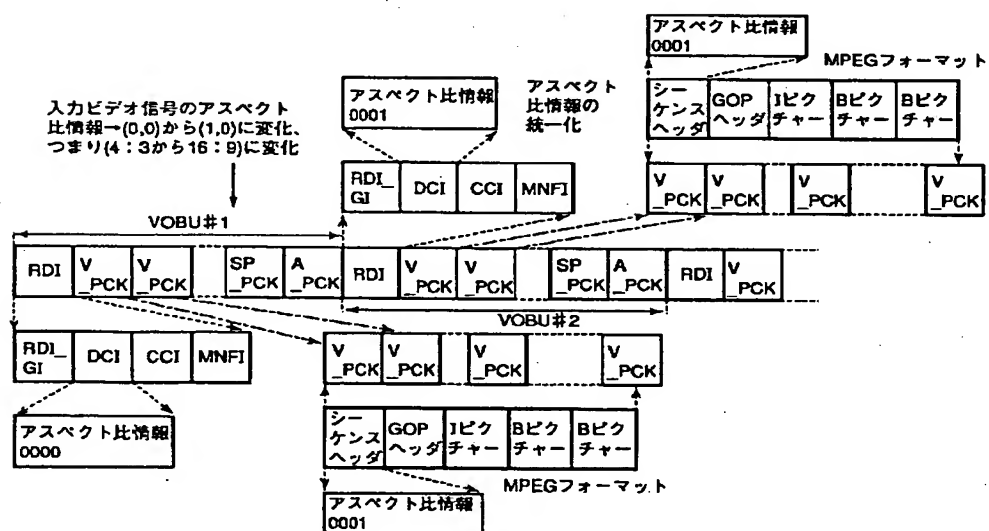 アスペクト比情報
0001
MPEGフォーマット
シー
ケンス
ヘッダ
GOP
ヘッダ
Iピク
チャー
Bピク
チャー
Bピク
チャー
入力ビデオ信号のアスペクト
比情報→(0,0)から(1,0)に変化、
つまり(4:3から16:9)に変化
アスペクト比情報
0001
アスペクト
比情報の
統一化
RDI_
GI
DCI
CCI
MNFI
V
_PCK
V
_PCK
V
_PCK
V
_PCK
VOBU#1
RDI
V
_PCK
V
_PCK
SP
_PCK
A
_PCK
RDI
V
_PCK
V
_PCK
SP
_PCK
A
_PCK
RDI
V
_PCK
VOBU#2
RDI_
GI
DCI
CCI
MNFI
V
_PCK
V
_PCK
V
_PCK
V
_PCK
アスペクト比情報
0000
シー
ケンス
ヘッダ
GOP
ヘッダ
Iピク
チャー
Bピク
チャー
Bピク
チャー
MPEGフォーマット
アスペクト比情報
0001